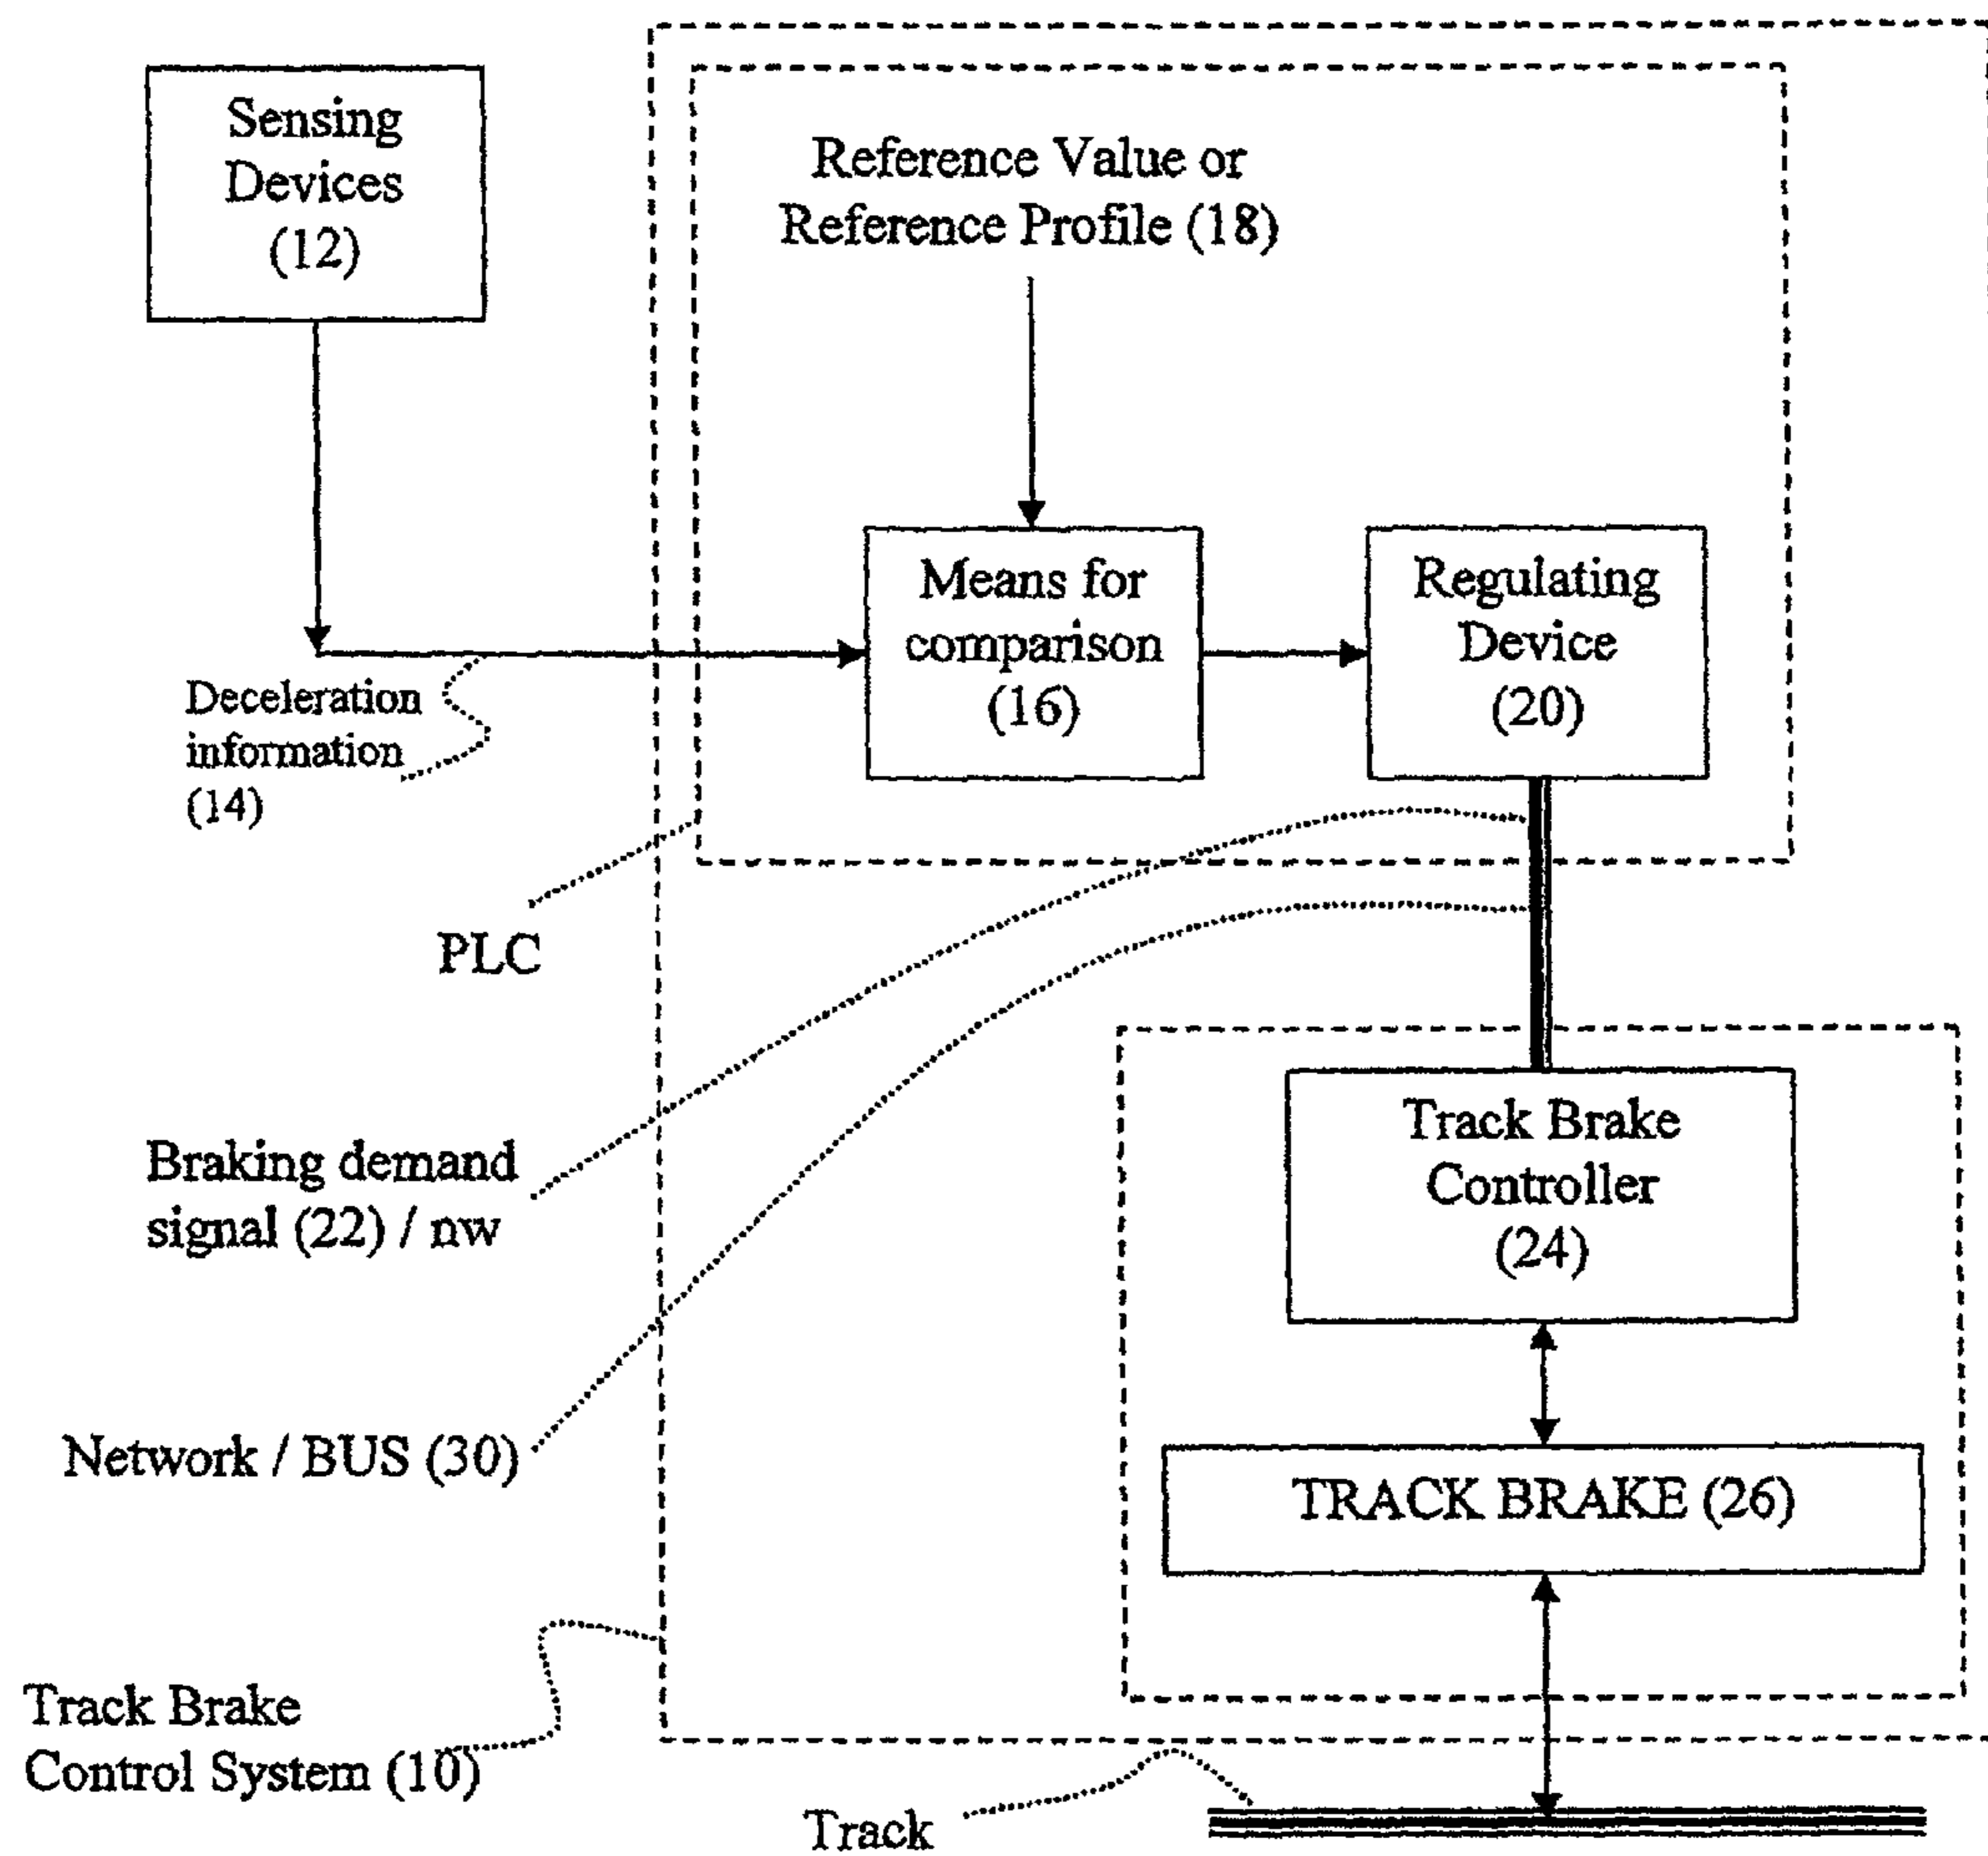 Sensing
Devices
(12)
Reference Value or
Reference Profile (18)
Means for
comparison
(16)
Regulating
Device
(20)
Deceleration
information
(14)
PLC
Braking demand
signal (22) / nw
Track Brake
Controller
(24)
Network / BUS (30)
TRACK BRAKE (26)
Track Brake
Control System (10)
Track